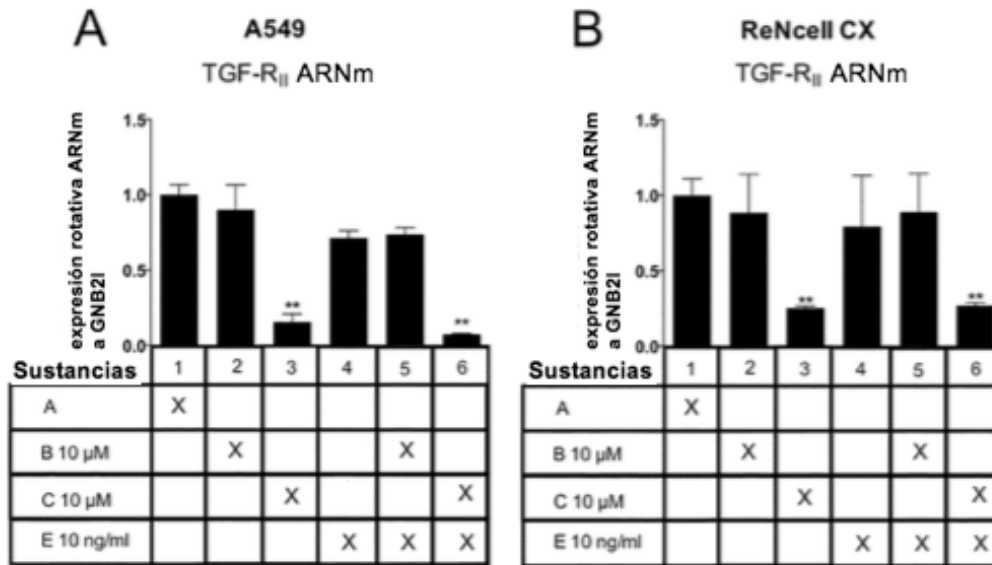 A
A549
TGF-R_II ARNm
expresión rotativa ARNm
a GNB2I
1.5
1.0
0.5
0.0
**
**
Sustancias 1 2 3 4 5 6
A X
B 10 µM X X
C 10 µM X X
E 10 ng/ml X X X
B
ReNcell CX
TGF-R_II ARNm
expresión rotativa ARNm
a GNB2I
1.5
1.0
0.5
0.0
**
**
Sustancias 1 2 3 4 5 6
A X
B 10 µM X X
C 10 µM X X
E 10 ng/ml X X X